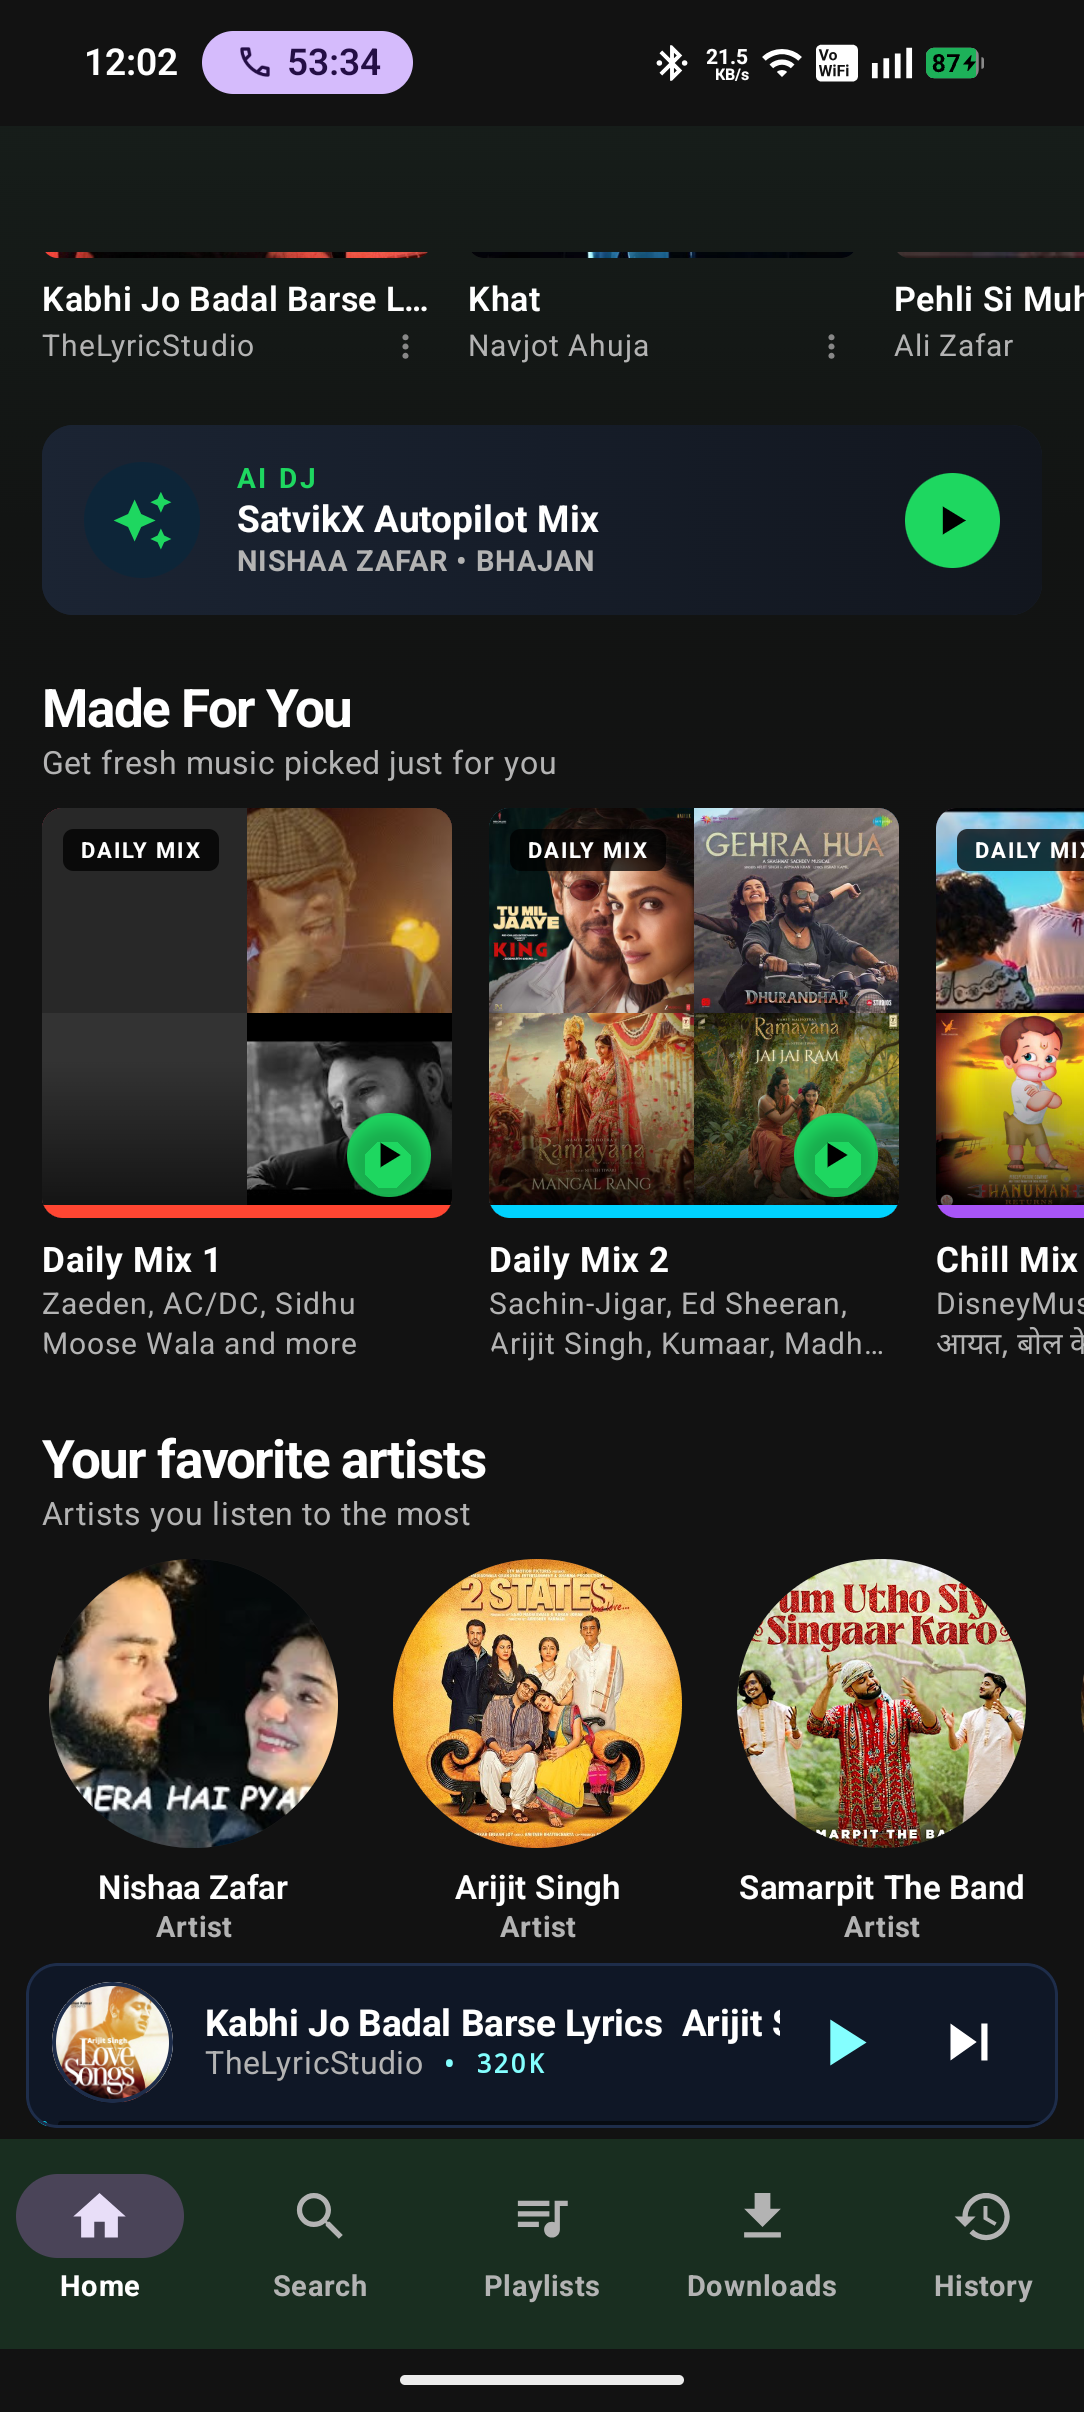 12:02
53:34
21.5
KB/s
Vo
WiFi
87
Kabhi Jo Badal Barse L...
TheLyricStudio
Khat
Navjot Ahuja
Pehli Si Muh
Ali Zafar
AI DJ
SatvikX Autopilot Mix
NISHAA ZAFAR • BHAJAN
Made For You
Get fresh music picked just for you
DAILY MIX
DAILY MIX
TU MIL
JAAYE
KING
GEHRA HUA
DHURANDHAR
Ramayana
MANGAL RANG
Ramayana
JAI JAI RAM
DAILY MIX
HANUMAN
RETURNS
Daily Mix 1
Zaeden, AC/DC, Sidhu
Moose Wala and more
Daily Mix 2
Sachin-Jigar, Ed Sheeran,
Arijit Singh, Kumaar, Madh...
Chill Mix
DisneyMus
आयत, बोल के
Your favorite artists
Artists you listen to the most
MERA HAI PYAR
2 STATES
um Utho Siy
Singaar Karo
MARPIT THE BA
Nishaa Zafar
Artist
Arijit Singh
Artist
Samarpit The Band
Artist
Arijit Singh
Love
Songs
Kabhi Jo Badal Barse Lyrics Arijit S
TheLyricStudio • 320K
Home
Search
Playlists
Downloads
History